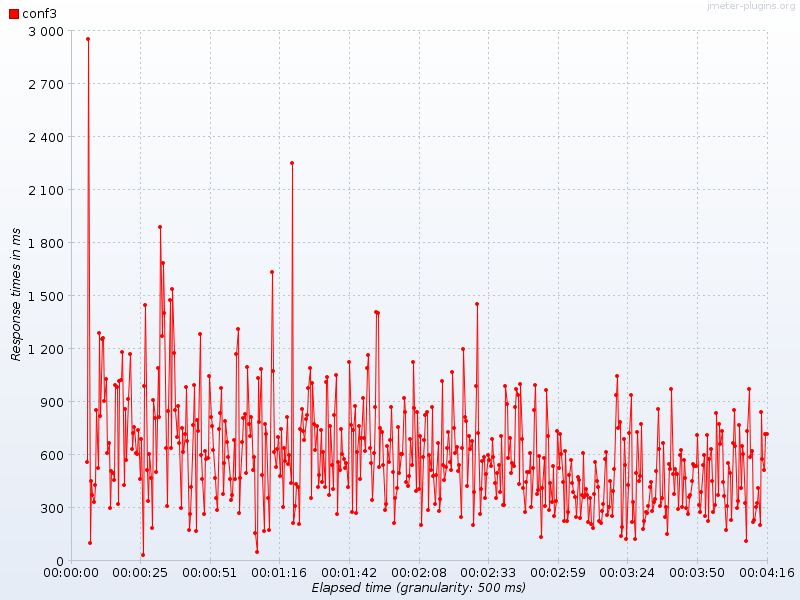 jmeter-plugins.org
conf3
3 000
2 700
2 400
2 100
1 800
1 500
1 200
900
600
300
0
Response times in ms
00:00:00 00:00:25 00:00:51 00:01:16 00:01:42 00:02:08 00:02:33 00:02:59 00:03:24 00:03:50 00:04:16
Elapsed time (granularity: 500 ms)